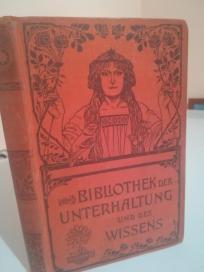 BIBLIOTHEK DER
UNTERHALTUNG
UND DES
WISSENS